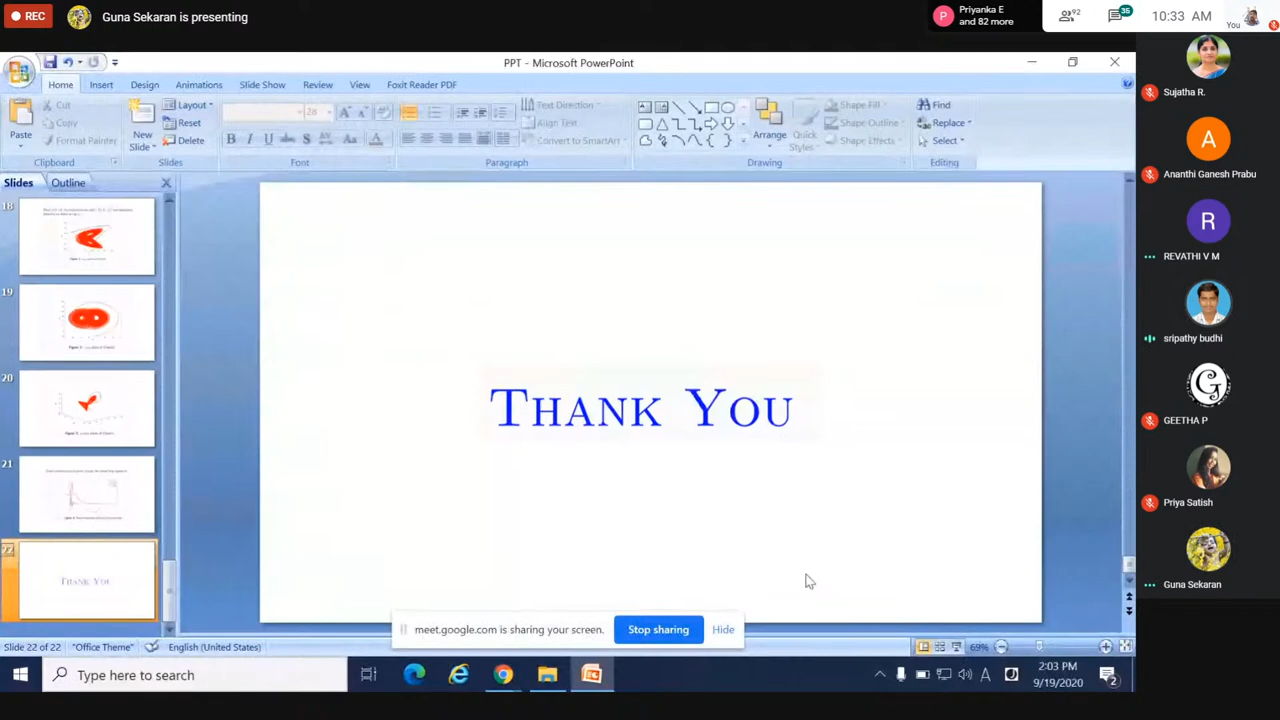 REC
Guna Sekaran is presenting
P
Priyanka E
and 82 more
92
35
10:33 AM
You
PPT - Microsoft PowerPoint
Home
Insert
Design
Animations
Slide Show
Review
View
Foxit Reader PDF
Paste
Cut
Copy
Format Painter
Clipboard
New
Slide
Layout
Reset
Delete
Slides
28
B I U S
Font
Text Direction
Align Text
Convert to SmartArt
Paragraph
Arrange
Quick
Styles
Shape Fill
Shape Outline
Shape Effects
Drawing
Find
Replace
Select
Editing
Slides
Outline
18
19
20
21
22
THANK YOU
THANK YOU
meet.google.com is sharing your screen.
Stop sharing
Hide
Slide 22 of 22
"Office Theme"
English (United States)
69%
Type here to search
2:03 PM
9/19/2020
2
Sujatha R.
A
Ananthi Ganesh Prabu
R
REVATHI V M
sripathy budhi
G
GEETHA P
Priya Satish
Guna Sekaran